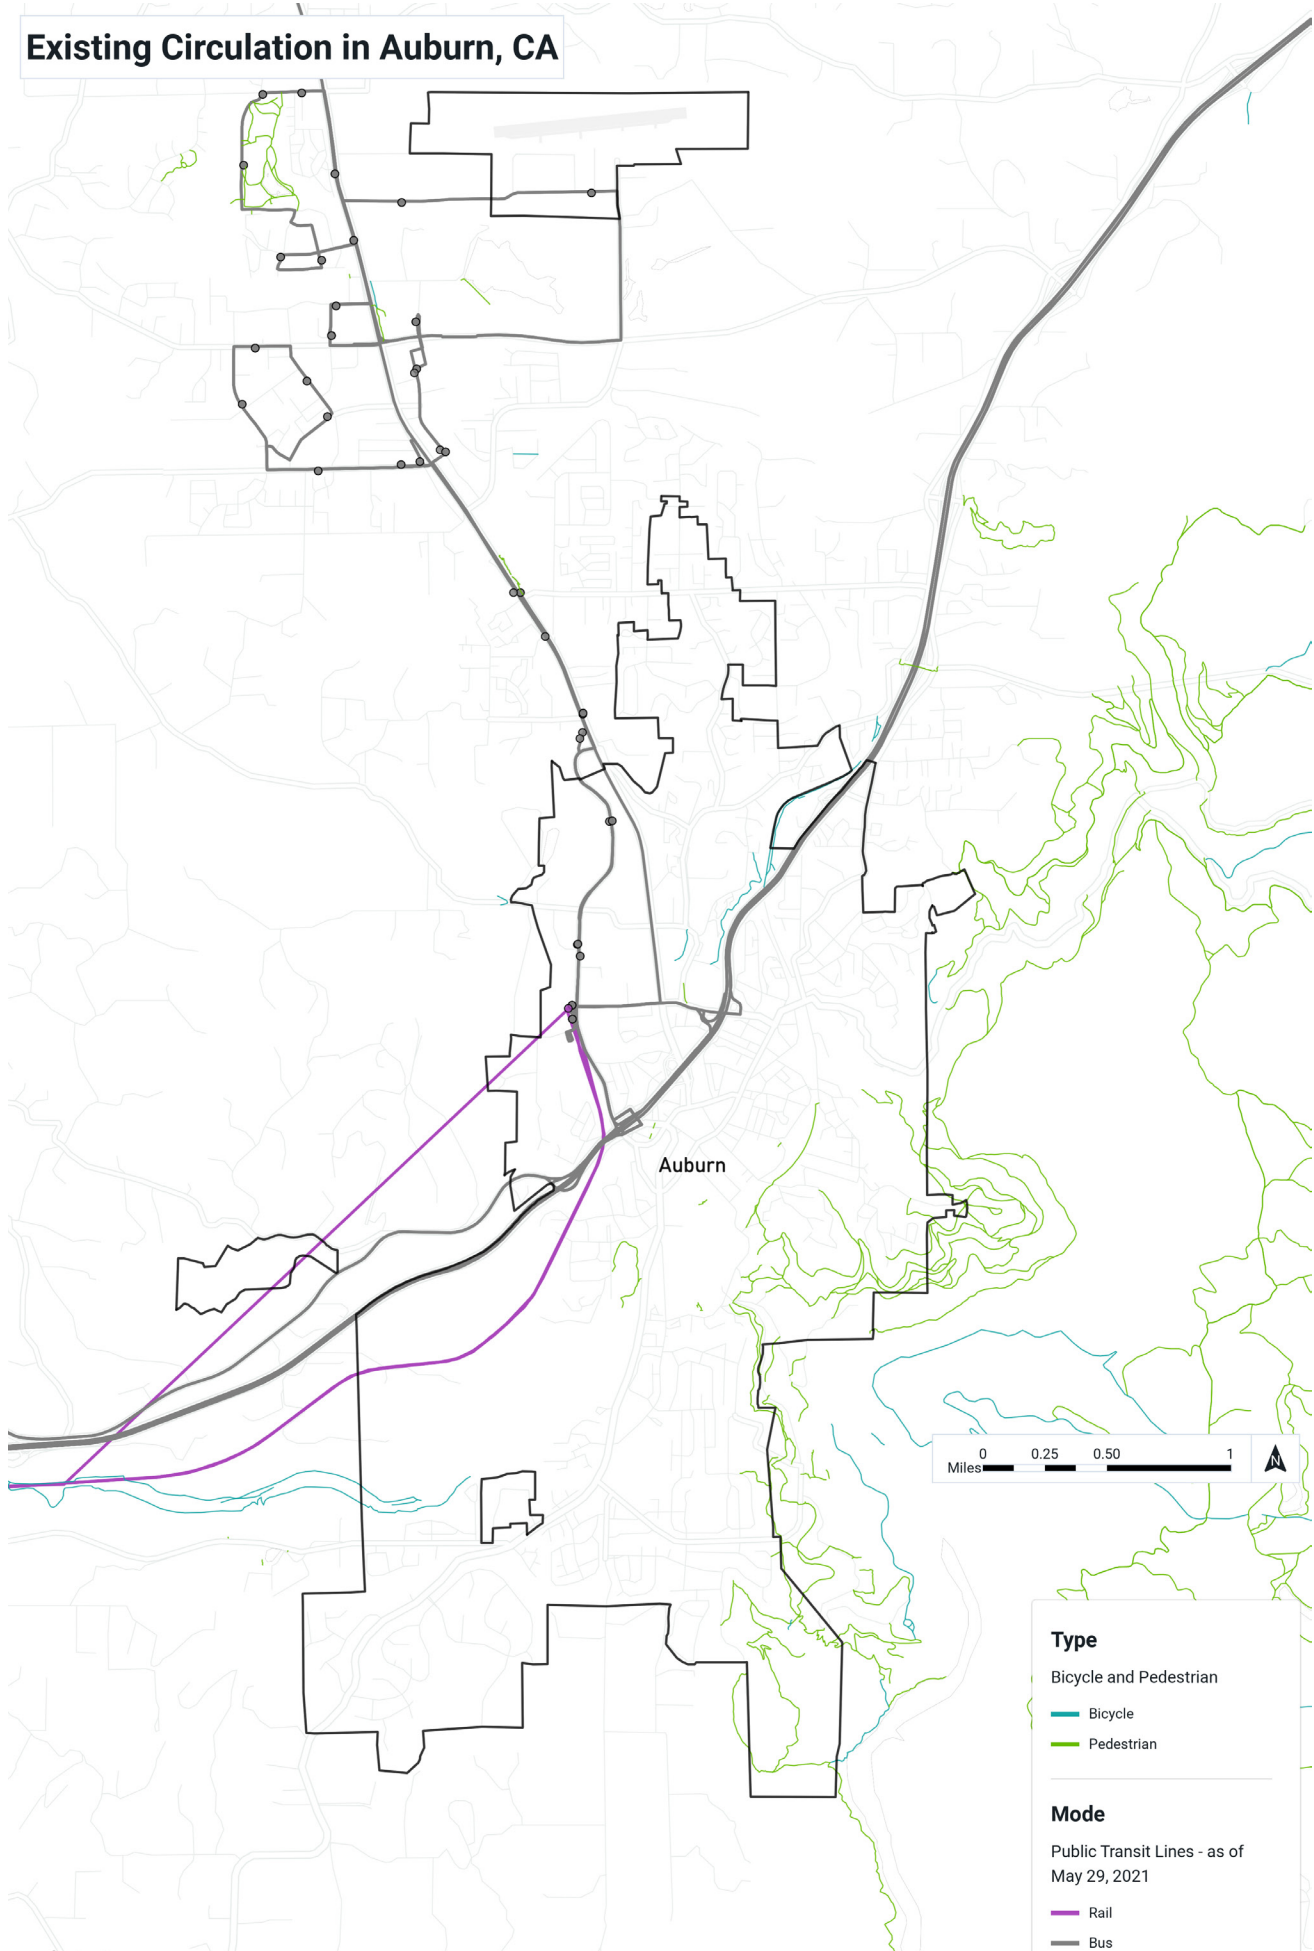 Existing Circulation in Auburn, CA
Auburn
0 0.25 0.50 1
Miles
N
Type
Bicycle and Pedestrian
Bicycle
Pedestrian
Mode
Public Transit Lines - as of
May 29, 2021
Rail
Bus